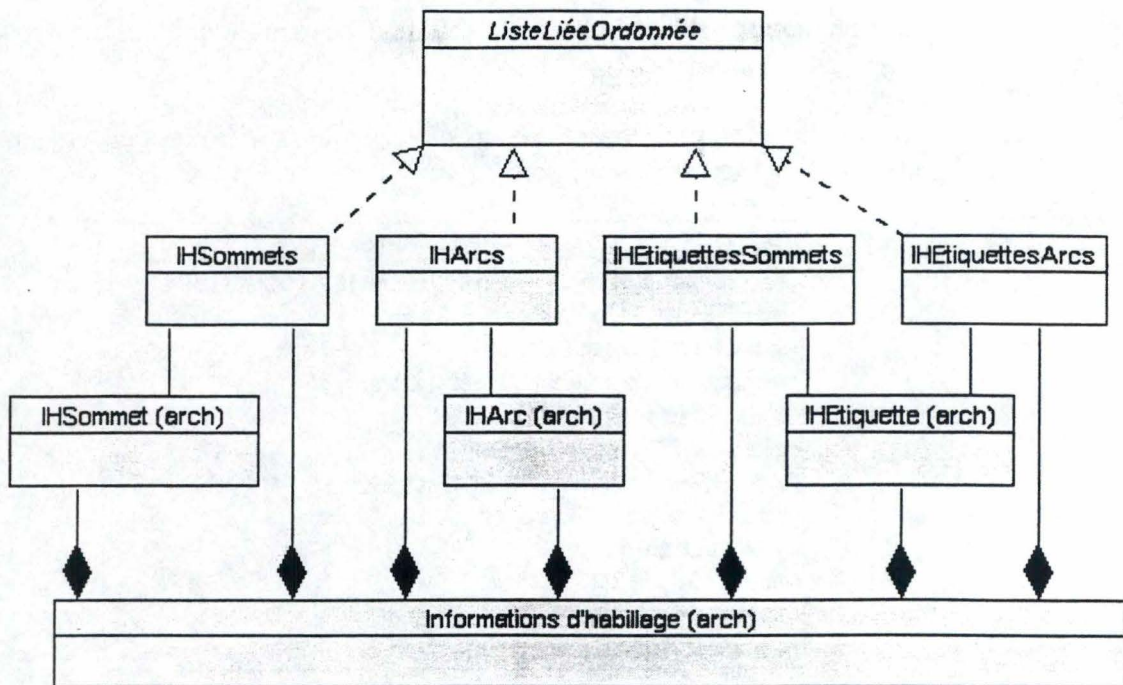 ListeLiéeOrdonnée
IHSommets
IHArcs
IHEtiquettesSommets
IHEtiquettesArcs
IHSommet (arch)
IHArc (arch)
IHEtiquette (arch)
Informations d'habillage (arch)